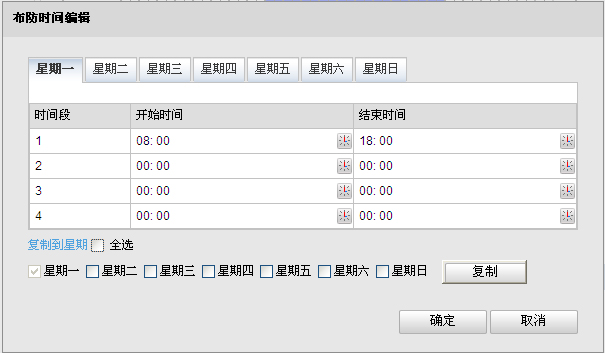 布防时间编辑
星期一 星期二 星期三 星期四 星期五 星期六 星期日
时间段 开始时间 结束时间
1 08: 00 18: 00
2 00: 00 00: 00
3 00: 00 00: 00
4 00: 00 00: 00
复制到星期 全选
星期一 星期二 星期三 星期四 星期五 星期六 星期日 复制
确定 取消